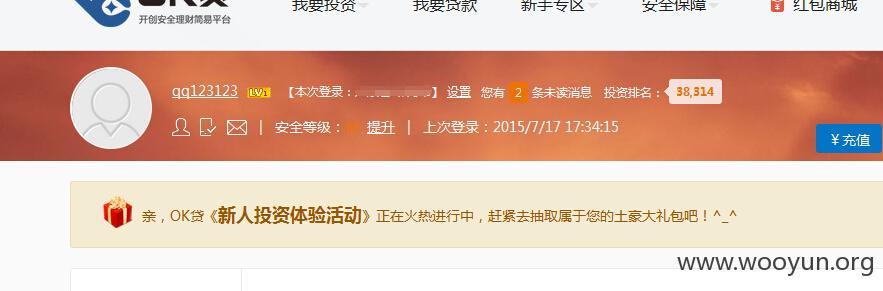 OK贷
开创安全理财简易平台
我要投资 我要贷款 新手专区 安全保障 红包商城
qq123123 LV1 【本次登录: 】 设置 您有 2 条未读消息 投资排名: 38,314
安全等级: 提升 | 上次登录:2015/7/17 17:34:15
￥充值
亲，OK贷《新人投资体验活动》正在火热进行中，赶紧去抽取属于您的土豪大礼包吧！^_^
www.wooyun.org